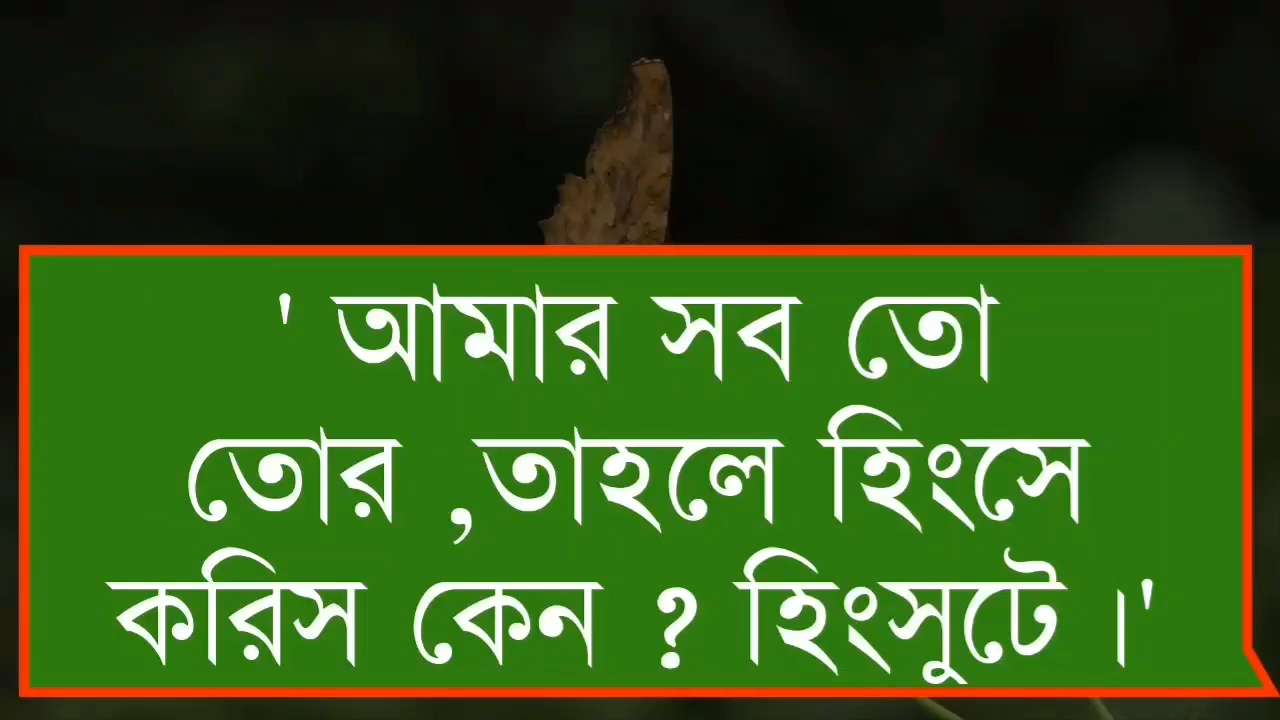 ' আমার সব তো
তোর ,তাহলে হিংসে
করিস কেন ? হিংসুটে ।'